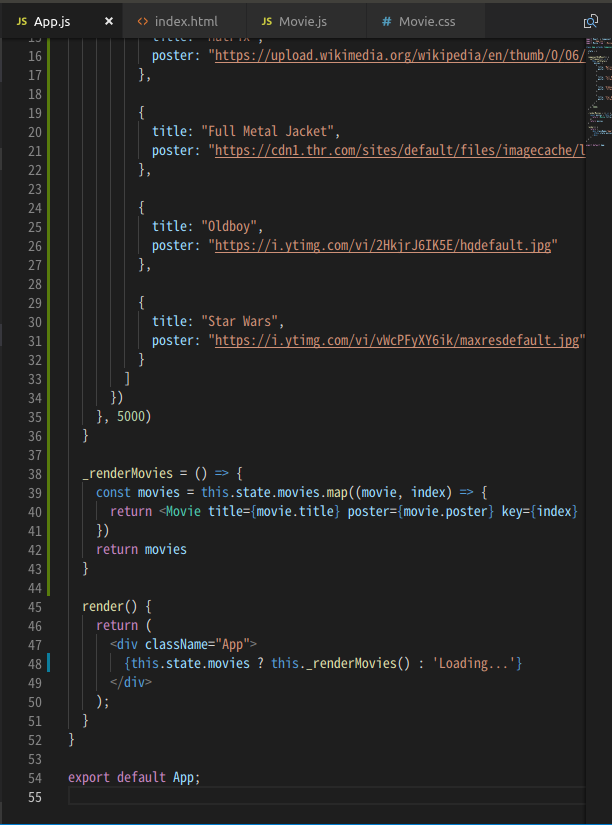 JS App.js × <> index.html JS Movie.js # Movie.css
15 title: "Matrix",
16 poster: "https://upload.wikimedia.org/wikipedia/en/thumb/0/06/
17 },
18
19 {
20 title: "Full Metal Jacket",
21 poster: "https://cdn1.thr.com/sites/default/files/imagecache/l
22 },
23
24 {
25 title: "Oldboy",
26 poster: "https://i.ytimg.com/vi/2HkjrJ6IK5E/hqdefault.jpg"
27 },
28
29 {
30 title: "Star Wars",
31 poster: "https://i.ytimg.com/vi/vWcPFyXY6ik/maxresdefault.jpg"
32 }
33 ]
34 })
35 }, 5000)
36 }
37
38 _renderMovies = () => {
39 const movies = this.state.movies.map((movie, index) => {
40 return <Movie title={movie.title} poster={movie.poster} key={index}
41 })
42 return movies
43 }
44
45 render() {
46 return (
47 <div className="App">
48 {this.state.movies ? this._renderMovies() : 'Loading...'}
49 </div>
50 );
51 }
52 }
53
54 export default App;
55